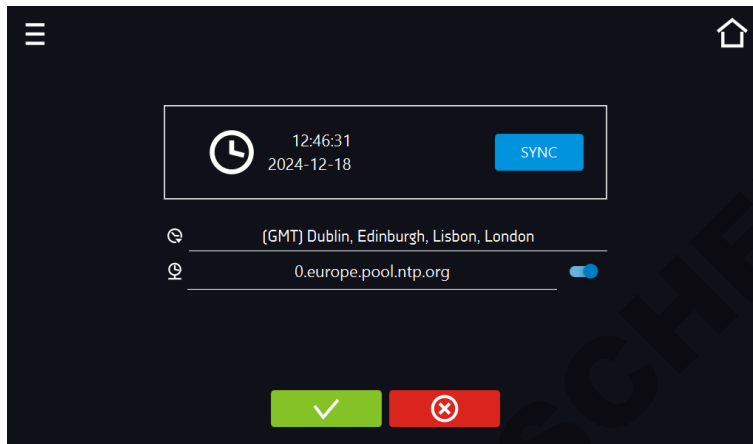 12:46:31
2024-12-18
SYNC
(GMT) Dublin, Edinburgh, Lisbon, London
0.europe.pool.ntp.org